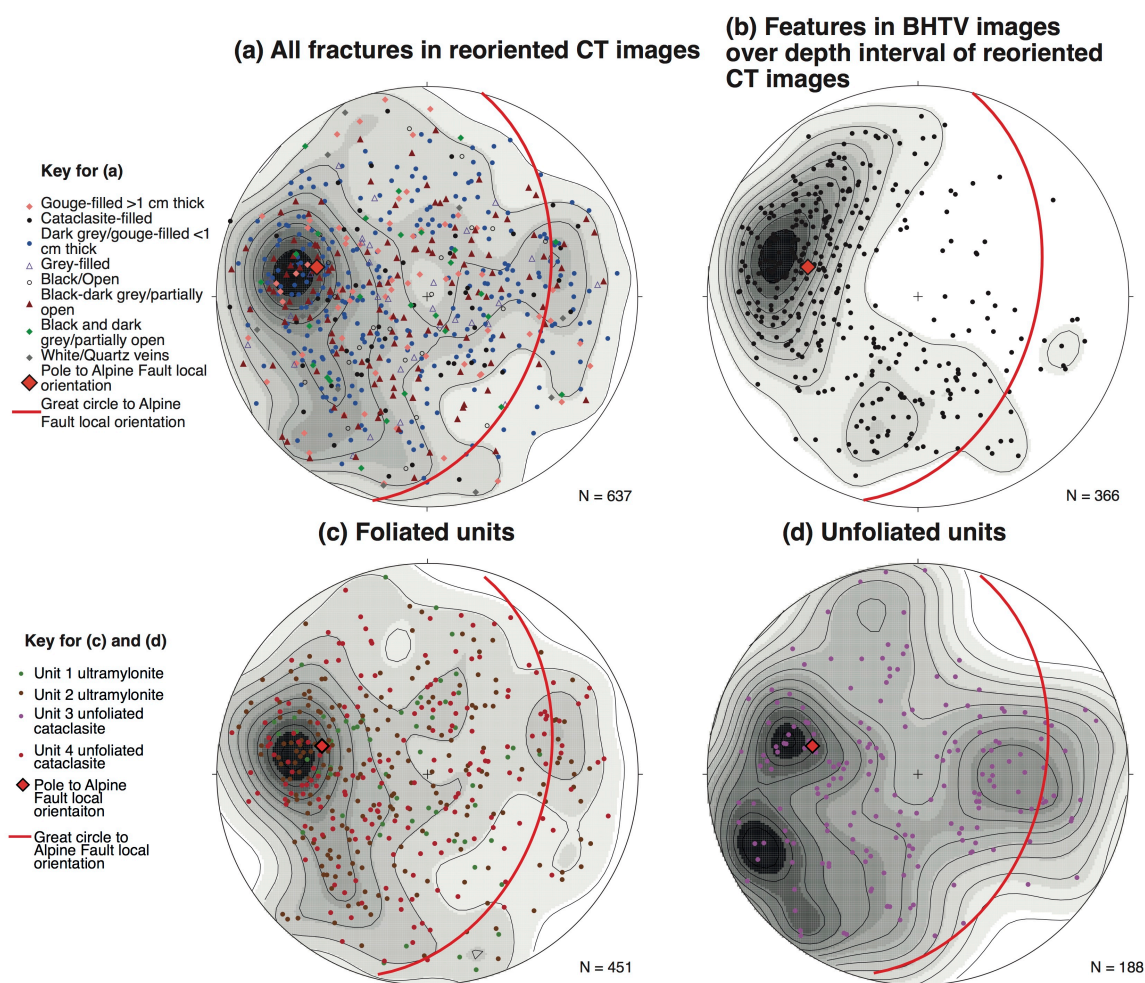 (a) All fractures in reoriented CT images
(b) Features in BHTV images
over depth interval of reoriented
CT images
Key for (a)
Gouge-filled >1 cm thick
Cataclasite-filled
Dark grey/gouge-filled <1
cm thick
Grey-filled
Black/Open
Black-dark grey/partially
open
Black and dark
grey/partially open
White/Quartz veins
Pole to Alpine Fault local
orientation
Great circle to Alpine
Fault local orientation
N = 637
N = 366
(c) Foliated units
(d) Unfoliated units
Key for (c) and (d)
Unit 1 ultramylonite
Unit 2 ultramylonite
Unit 3 unfoliated
cataclasite
Unit 4 unfoliated
cataclasite
Pole to Alpine
Fault local
orientaiton
Great circle to
Alpine Fault local
orientation
N = 451
N = 188